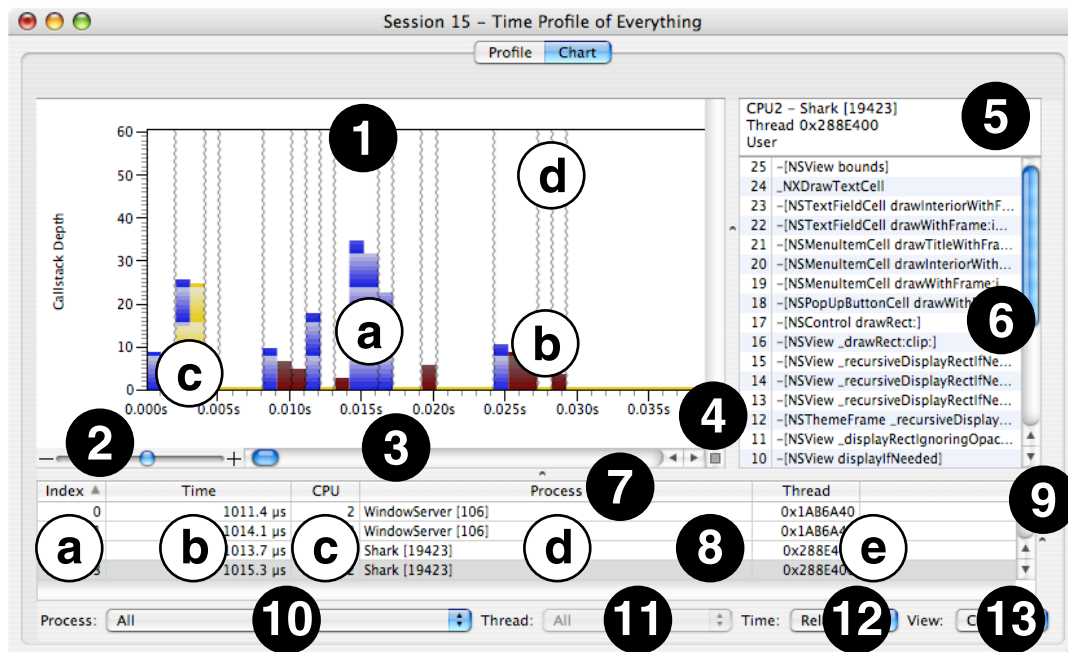 Session 15 – Time Profile of Everything
Profile Chart
1
5
CPU2 – Shark [19423]
Thread 0x288E400
User
60
50
40
30
20
10
0
Callstack Depth
d
a
b
c
0.000s 0.005s 0.010s 0.015s 0.020s 0.025s 0.030s 0.035s
25 -[NSView bounds]
24 _NXDrawTextCell
23 -[NSTextFieldCell drawInteriorWithF...
22 -[NSTextFieldCell drawWithFrame:i...
21 -[NSMenuItemCell drawTitleWithFra...
20 -[NSMenuItemCell drawInteriorWith...
19 -[NSMenuItemCell drawWithFrame:i...
18 -[NSPopUpButtonCell
17 -[NSControl drawRect:]
16 -[NSView _drawRect:clip:]
15 -[NSView _recursiveDisplayRectIfNe...
14 -[NSView _recursiveDisplayRectIfNe...
13 -[NSView _recursiveDisplayRectIfNe...
12 -[NSThemeFrame _recursiveDisplay...
11 -[NSView _displayRectIgnoringOpac...
10 -[NSView displayIfNeeded]
6
2
3
4
7
9
Index Time CPU Process Thread
0 1011.4 µs 2 WindowServer [106] 0x1A86A40
1014.1 µs WindowServer [106] 0x1A86A40
1013.7 µs Shark [19423]
1015.3 µs Shark [19423]
a b c d 8 e
Process: All Thread: All Time: View:
10 11 12 13